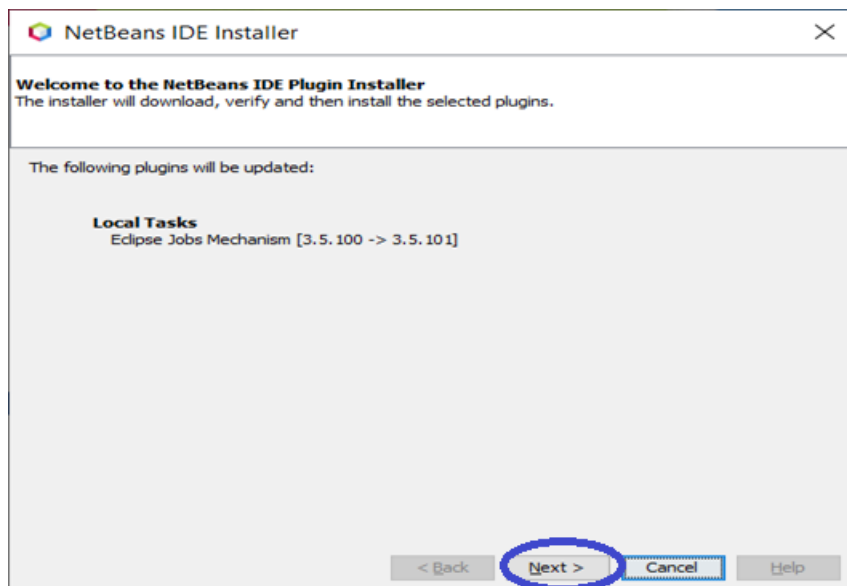 NetBeans IDE Installer
Welcome to the NetBeans IDE Plugin Installer
The installer will download, verify and then install the selected plugins.
The following plugins will be updated:
Local Tasks
Eclipse Jobs Mechanism [3.5.100 -> 3.5.101]
< Back Next > Cancel Help